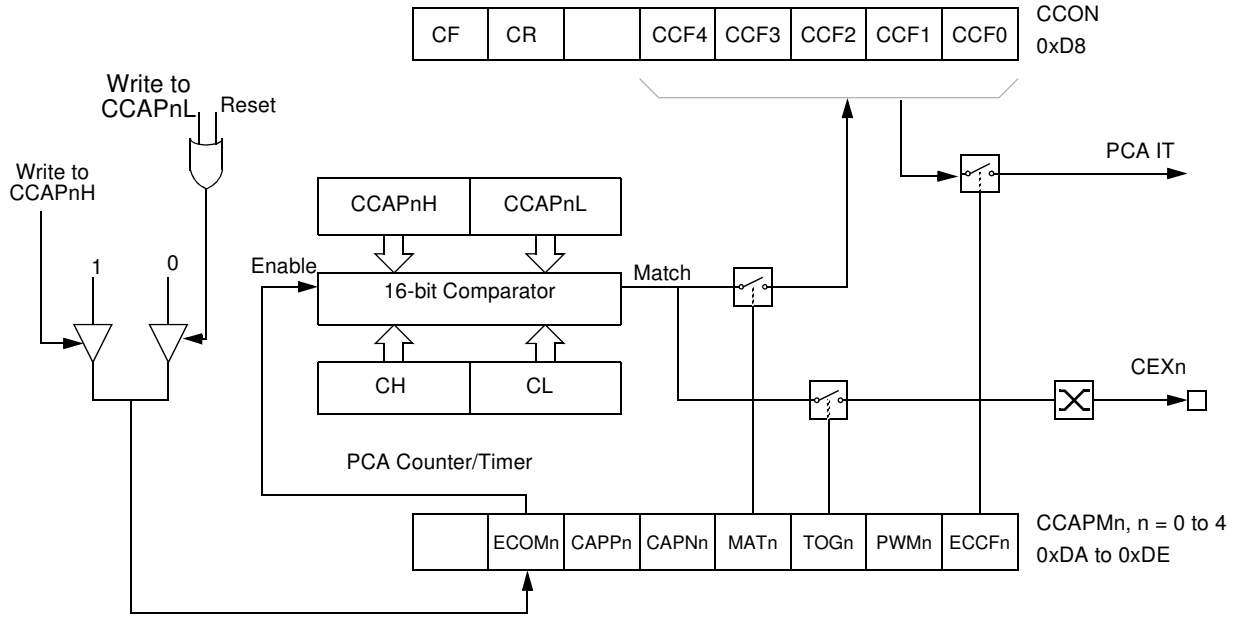 CF CR CCF4 CCF3 CCF2 CCF1 CCF0
CCON
0xD8
Write to
CCAPnL
Reset
PCA IT
Write to
CCAPnH
CCAPnH CCAPnL
1 0
Enable
16-bit Comparator
Match
CH CL
CEXn
PCA Counter/Timer
ECOMn CAPPn CAPNn MATn TOGn PWMn ECCFn
CCAPMn, n = 0 to 4
0xDA to 0xDE